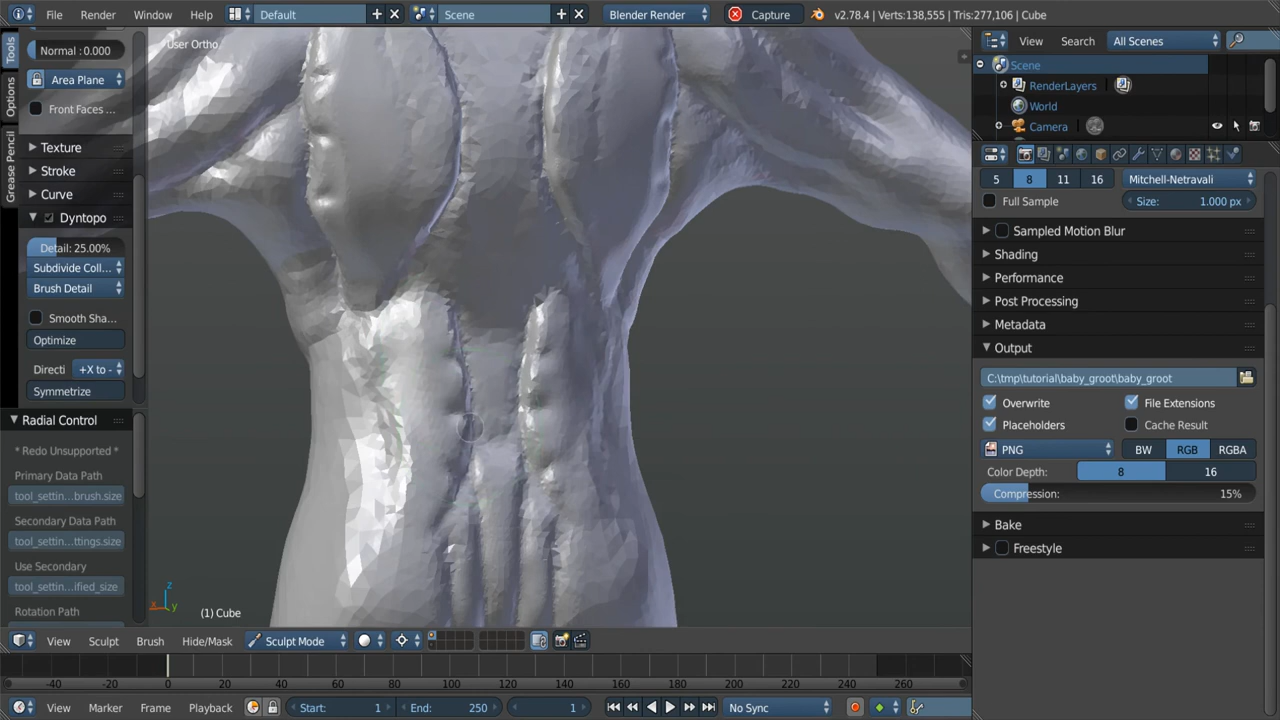 File Render Window Help Default Scene Blender Render Capture v2.78.4 | Verts:138,555 | Tris:277,106 | Cube
Tools
Options
Grease Pencil
Normal : 0.000
Area Plane
Front Faces ...
Texture
Stroke
Curve
Dyntopo
Detail: 25.00%
Subdivide Coll...
Brush Detail
Smooth Sha...
Optimize
Directi +X to -
Symmetrize
Radial Control
* Redo Unsupported *
Primary Data Path
tool_settin...brush.size
Secondary Data Path
tool_settin...ttings.size
Use Secondary
tool_settin...ified_size
Rotation Path
User Ortho
z
x
y
(1) Cube
View Sculpt Brush Hide/Mask Sculpt Mode
-40 -20 0 20 40 60 80 100 120 140 160 180 200 220 240 260
View Marker Frame Playback Start: 1 End: 250 1 No Sync
View Search All Scenes
Scene
RenderLayers
World
Camera
5 8 11 16 Mitchell-Netravali
Full Sample Size: 1.000 px
Sampled Motion Blur
Shading
Performance
Post Processing
Metadata
Output
C:\tmp\tutorial\baby_groot\baby_groot
Overwrite File Extensions
Placeholders Cache Result
PNG BW RGB RGBA
Color Depth: 8 16
Compression: 15%
Bake
Freestyle